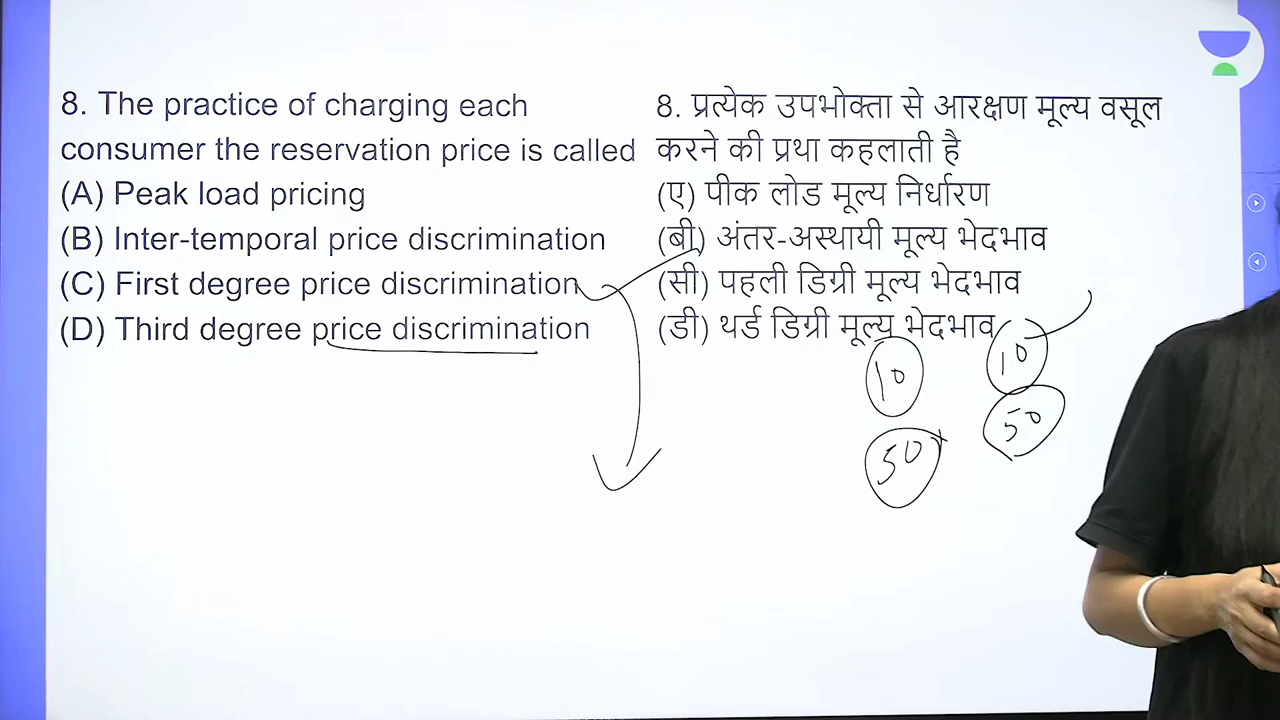 8. The practice of charging each
consumer the reservation price is called
(A) Peak load pricing
(B) Inter-temporal price discrimination
(C) First degree price discrimination
(D) Third degree price discrimination
8. प्रत्येक उपभोक्ता से आरक्षण मूल्य वसूल
करने की प्रथा कहलाती है
(ए) पीक लोड मूल्य निर्धारण
(बी) अंतर-अस्थायी मूल्य भेदभाव
(सी) पहली डिग्री मूल्य भेदभाव
(डी) थर्ड डिग्री मूल्य भेदभाव
10 10
50 50